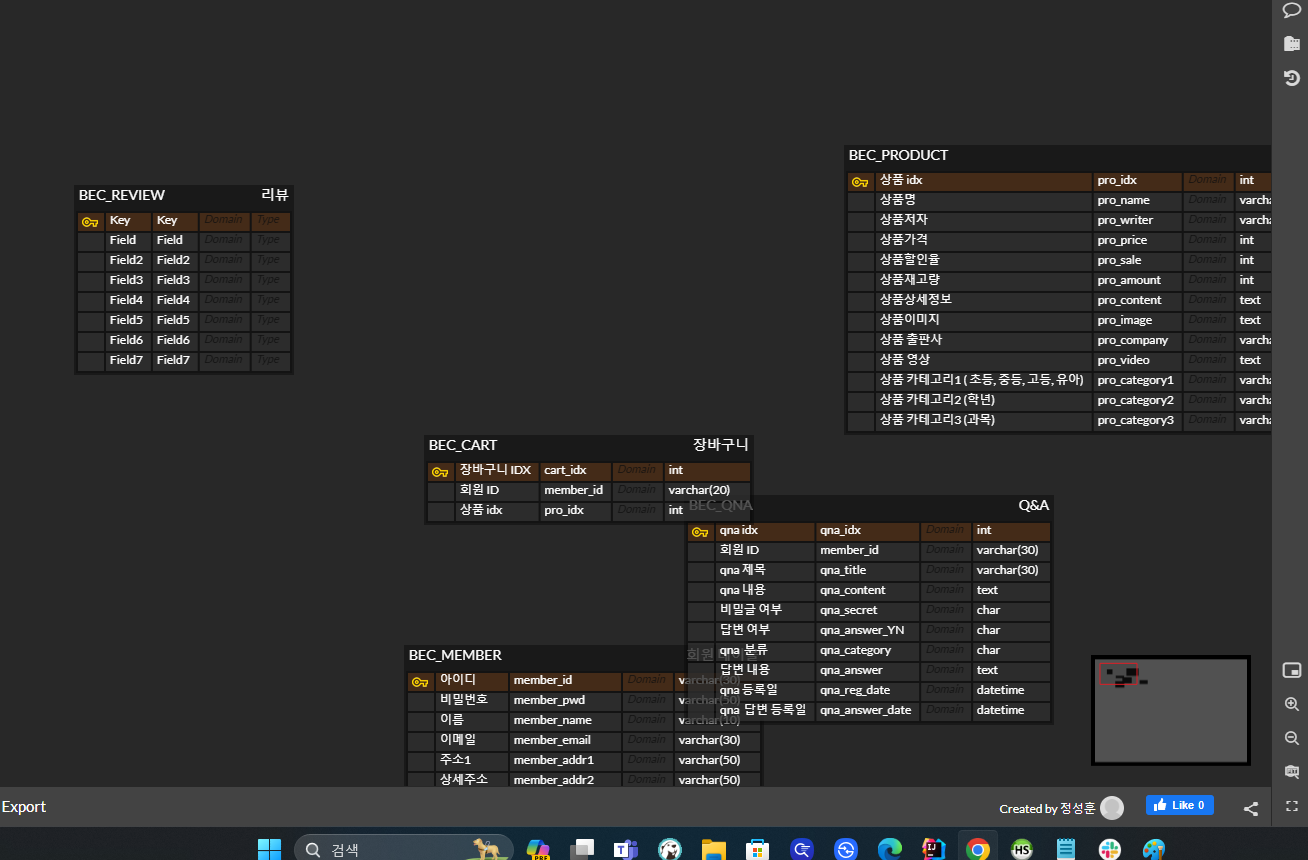 BEC_PRODUCT
상품 idx pro_idx Domain int
상품명 pro_name Domain
상품저자 pro_writer Domain
상품가격 pro_price Domain int
상품할인율 pro_sale Domain int
상품재고량 pro_amount Domain int
상품상세정보 pro_content Domain text
상품이미지 pro_image Domain text
상품 출판사 pro_company Domain
상품 영상 pro_video Domain text
상품 카테고리1 ( 초등, 중등, 고등, 유아) pro_category1 Domain
상품 카테고리2 (학년) pro_category2 Domain
상품 카테고리3 (과목) pro_category3 Domain
BEC_REVIEW 리뷰
Key Key Domain Type
Field Field Domain Type
Field2 Field2 Domain Type
Field3 Field3 Domain Type
Field4 Field4 Domain Type
Field5 Field5 Domain Type
Field6 Field6 Domain Type
Field7 Field7 Domain Type
BEC_CART 장바구니
장바구니 IDX cart_idx Domain int
회원 ID member_id Domain varchar(20)
상품 idx pro_idx Domain int
BEC_QNA Q&A
qna idx qna_idx Domain int
회원 ID member_id Domain varchar(30)
qna 제목 qna_title Domain varchar(30)
qna 내용 qna_content Domain text
비밀글 여부 qna_secret Domain char
답변 여부 qna_answer_YN Domain char
qna 분류 qna_category Domain char
답변 내용 qna_answer Domain text
qna 등록일 qna_reg_date Domain datetime
qna 답변 등록일 qna_answer_date Domain datetime
BEC_MEMBER 회원
아이디 member_id Domain varchar(30)
비밀번호 member_pwd Domain varchar(50)
이름 member_name Domain varchar(10)
이메일 member_email Domain varchar(30)
주소1 member_addr1 Domain varchar(50)
상세주소 member_addr2 Domain varchar(50)
Export
Created by 정성훈
Like 0
검색